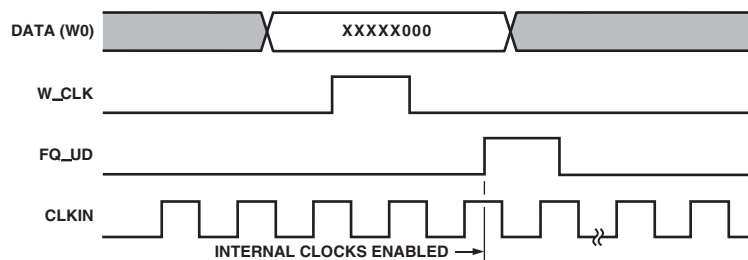 DATA (W0)
XXXXX000
W_CLK
FQ_UD
CLKIN
INTERNAL CLOCKS ENABLED